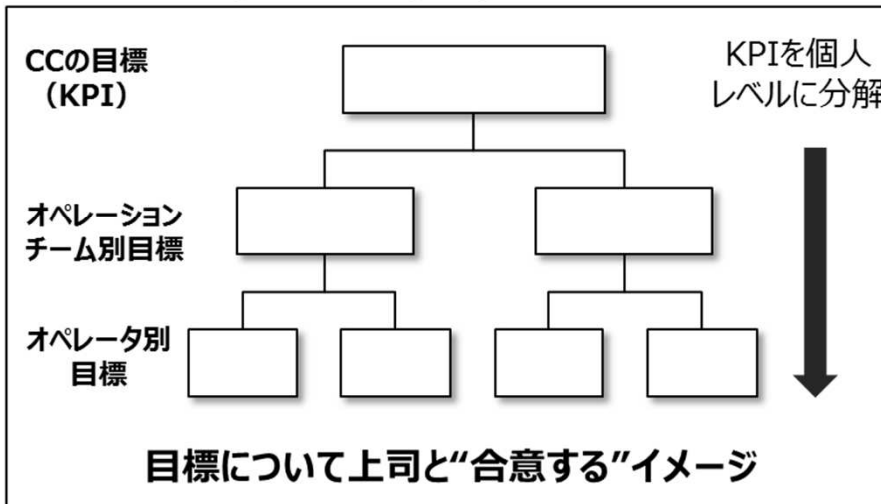 CCの目標
（KPI）
KPIを個人
レベルに分解
オペレーション
チーム別目標
オペレータ別
目標
目標について上司と“合意する”イメージ